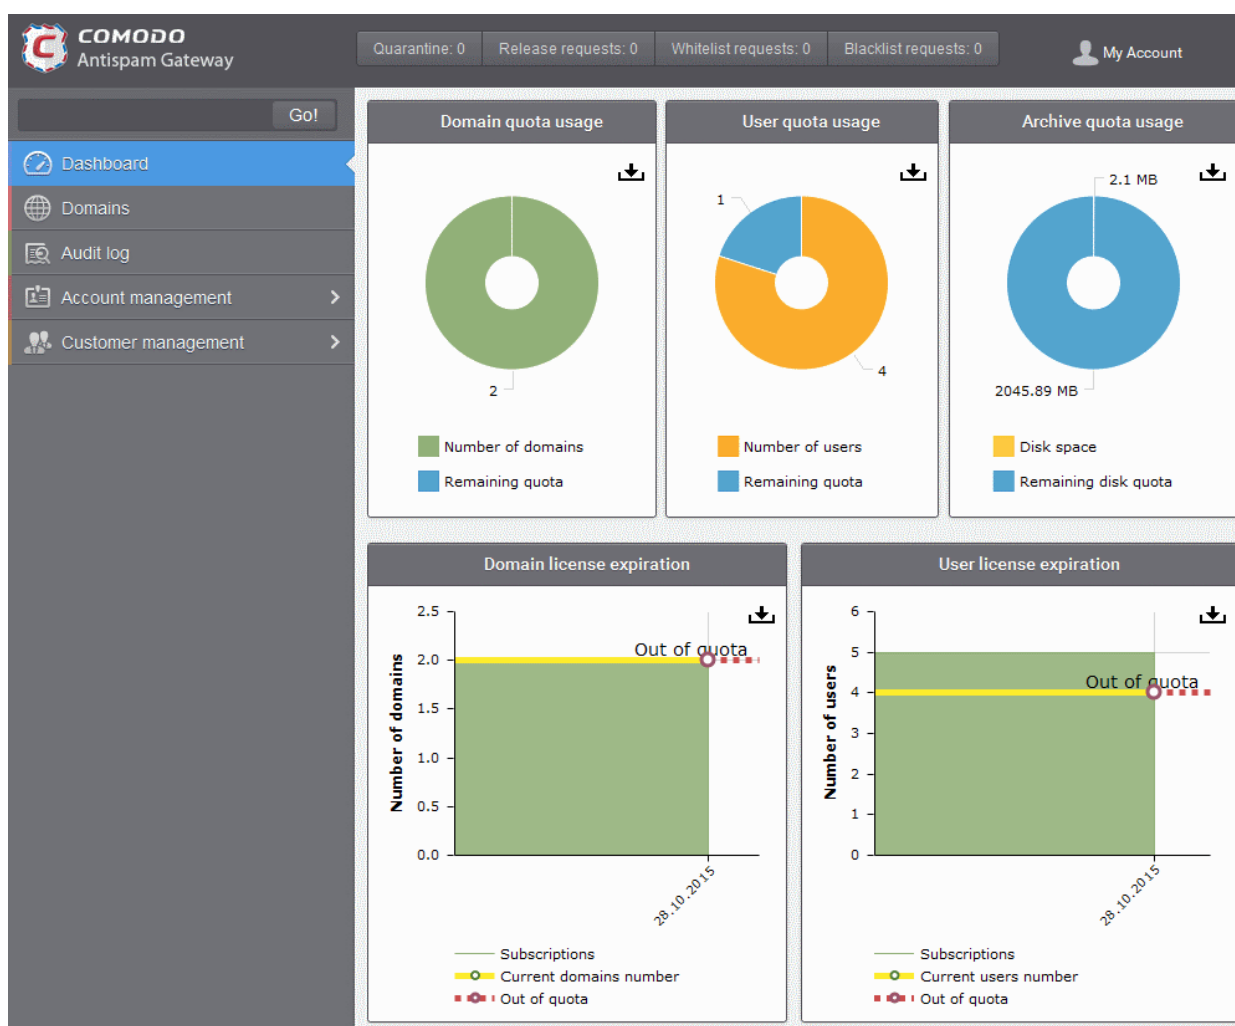 COMODO
Antispam Gateway
Quarantine: 0
Release requests: 0
Whitelist requests: 0
Blacklist requests: 0
My Account
Go!
Dashboard
Domains
Audit log
Account management
Customer management
Domain quota usage
2
Number of domains
Remaining quota
User quota usage
1
4
Number of users
Remaining quota
Archive quota usage
2.1 MB
2045.89 MB
Disk space
Remaining disk quota
Domain license expiration
Number of domains
2.5
2.0
1.5
1.0
0.5
0.0
Out of quota
28.10.2015
Subscriptions
Current domains number
Out of quota
User license expiration
Number of users
6
5
4
3
2
1
0
Out of quota
28.10.2015
Subscriptions
Current users number
Out of quota